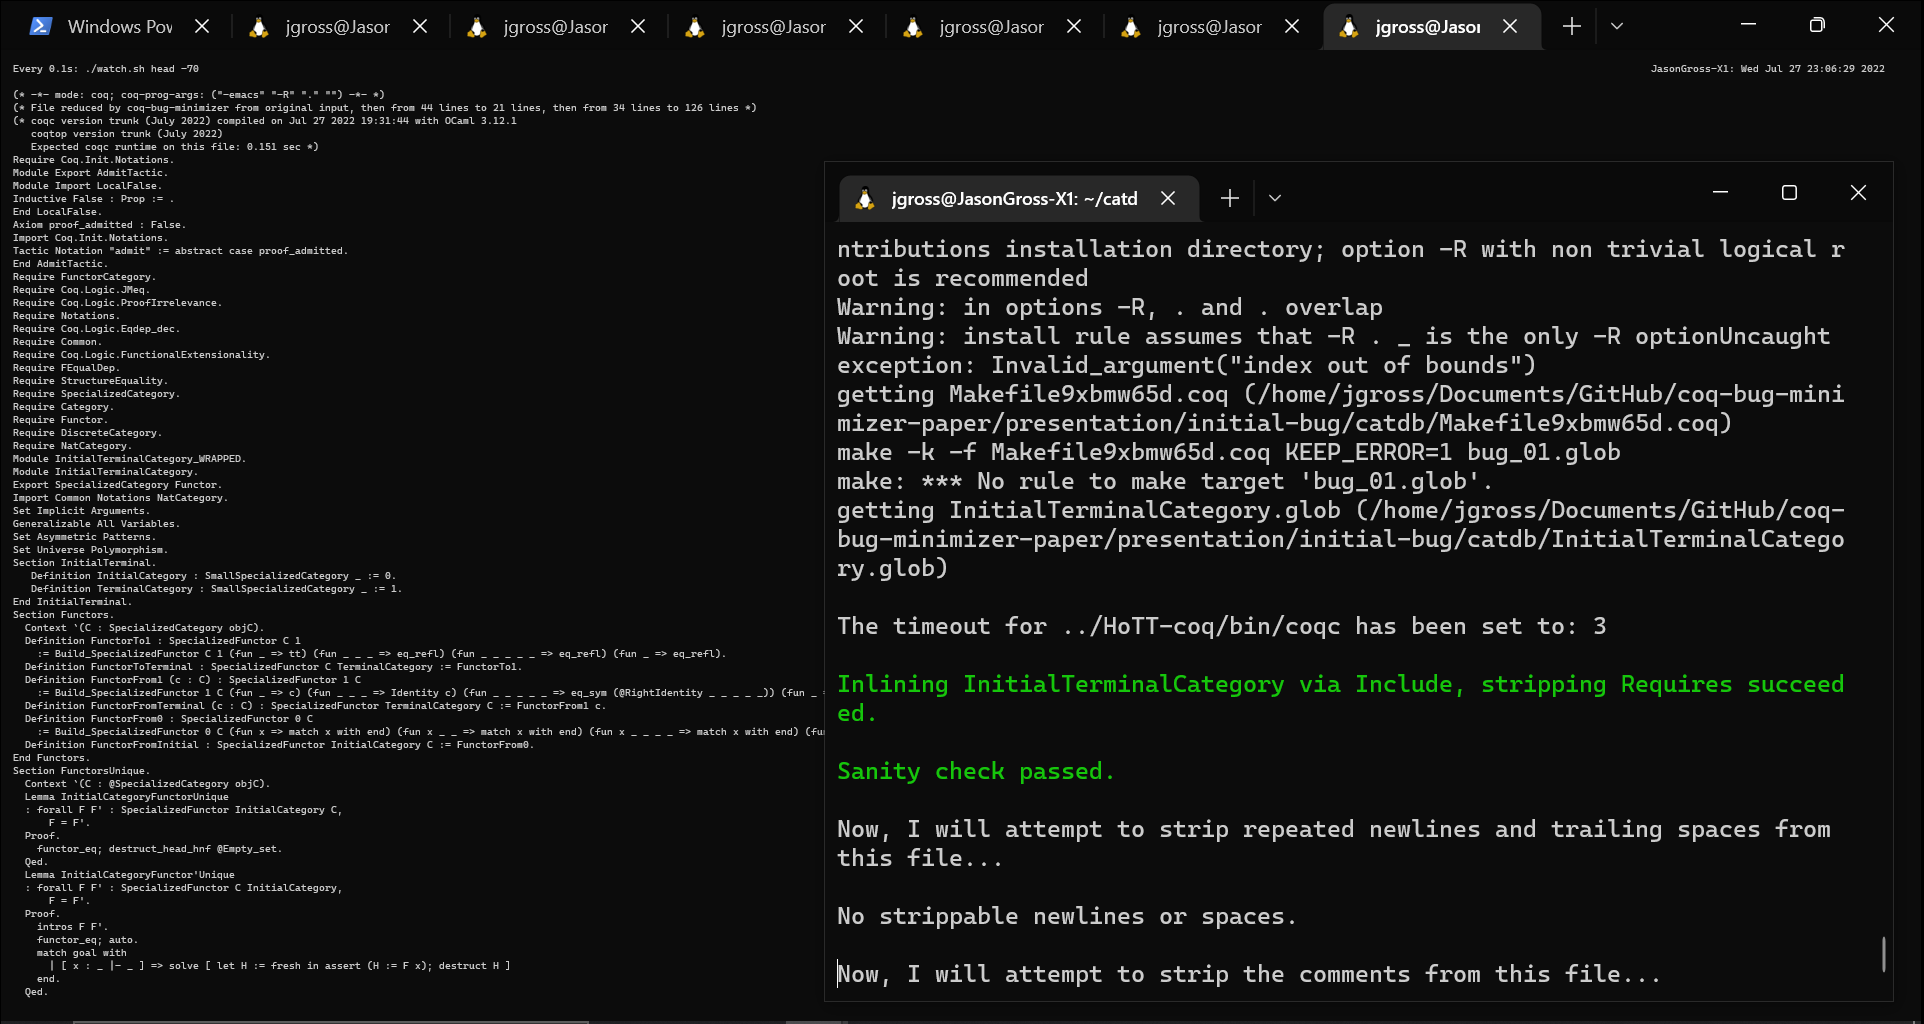 Windows Pow
jgross@Jasor
jgross@Jasor
jgross@Jasor
jgross@Jasor
jgross@Jasor
jgross@Jasor
Every 0.1s: ./watch.sh head -70
JasonGross-X1: Wed Jul 27 23:06:29 2022
(* -*- mode: coq; coq-prog-args: ("-emacs" "-R" "." "") -*- *)
(* File reduced by coq-bug-minimizer from original input, then from 44 lines to 21 lines, then from 34 lines to 126 lines *)
(* coqc version trunk (July 2022) compiled on Jul 27 2022 19:31:44 with OCaml 3.12.1
   coqtop version trunk (July 2022)
   Expected coqc runtime on this file: 0.151 sec *)
Require Coq.Init.Notations.
Module Export AdmitTactic.
Module Import LocalFalse.
Inductive False : Prop := .
End LocalFalse.
Axiom proof_admitted : False.
Import Coq.Init.Notations.
Tactic Notation "admit" := abstract case proof_admitted.
End AdmitTactic.
Require FunctorCategory.
Require Coq.Logic.JMeq.
Require Coq.Logic.ProofIrrelevance.
Require Notations.
Require Coq.Logic.Eqdep_dec.
Require Common.
Require Coq.Logic.FunctionalExtensionality.
Require FEqualDep.
Require StructureEquality.
Require SpecializedCategory.
Require Category.
Require Functor.
Require DiscreteCategory.
Require NatCategory.
Module InitialTerminalCategory_WRAPPED.
Module InitialTerminalCategory.
Export SpecializedCategory Functor.
Import Common Notations NatCategory.
Set Implicit Arguments.
Generalizable All Variables.
Set Asymmetric Patterns.
Set Universe Polymorphism.
Section InitialTerminal.
   Definition InitialCategory : SmallSpecializedCategory _ := 0.
   Definition TerminalCategory : SmallSpecializedCategory _ := 1.
End InitialTerminal.
Section Functors.
  Context `(C : SpecializedCategory objC).
  Definition FunctorTo1 : SpecializedFunctor C 1
    := Build_SpecializedFunctor C 1 (fun _ => tt) (fun _ _ _ => eq_refl) (fun _ _ _ _ _ => eq_refl) (fun _ => eq_refl).
  Definition FunctorToTerminal : SpecializedFunctor C TerminalCategory := FunctorTo1.
  Definition FunctorFrom1 (c : C) : SpecializedFunctor 1 C
    := Build_SpecializedFunctor 1 C (fun _ => c) (fun _ _ _ => Identity c) (fun _ _ _ _ _ => eq_sym (@RightIdentity _ _ _ _ _)) (fun _ =
  Definition FunctorFromTerminal (c : C) : SpecializedFunctor TerminalCategory C := FunctorFrom1 c.
  Definition FunctorFrom0 : SpecializedFunctor 0 C
    := Build_SpecializedFunctor 0 C (fun x => match x with end) (fun x _ _ => match x with end) (fun x _ _ _ _ => match x with end) (fu
  Definition FunctorFromInitial : SpecializedFunctor InitialCategory C := FunctorFrom0.
End Functors.
Section FunctorsUnique.
  Context `(C : @SpecializedCategory objC).
  Lemma InitialCategoryFunctorUnique
  : forall F F' : SpecializedFunctor InitialCategory C,
      F = F'.
  Proof.
    functor_eq; destruct_head_hnf @Empty_set.
  Qed.
  Lemma InitialCategoryFunctor'Unique
  : forall F F' : SpecializedFunctor C InitialCategory,
      F = F'.
  Proof.
    intros F F'.
    functor_eq; auto.
    match goal with
      | [ x : _ |- _ ] => solve [ let H := fresh in assert (H := F x); destruct H ]
    end.
  Qed.
jgross@JasonGross-X1: ~/catd
ntributions installation directory; option -R with non trivial logical r
oot is recommended
Warning: in options -R, . and . overlap
Warning: install rule assumes that -R . _ is the only -R optionUncaught
exception: Invalid_argument("index out of bounds")
getting Makefile9xbmw65d.coq (/home/jgross/Documents/GitHub/coq-bug-mini
mizer-paper/presentation/initial-bug/catdb/Makefile9xbmw65d.coq)
make -k -f Makefile9xbmw65d.coq KEEP_ERROR=1 bug_01.glob
make: *** No rule to make target 'bug_01.glob'.
getting InitialTerminalCategory.glob (/home/jgross/Documents/GitHub/coq-
bug-minimizer-paper/presentation/initial-bug/catdb/InitialTerminalCatego
ry.glob)
The timeout for ../HoTT-coq/bin/coqc has been set to: 3
Inlining InitialTerminalCategory via Include, stripping Requires succeed
ed.
Sanity check passed.
Now, I will attempt to strip repeated newlines and trailing spaces from
this file...
No strippable newlines or spaces.
Now, I will attempt to strip the comments from this file...